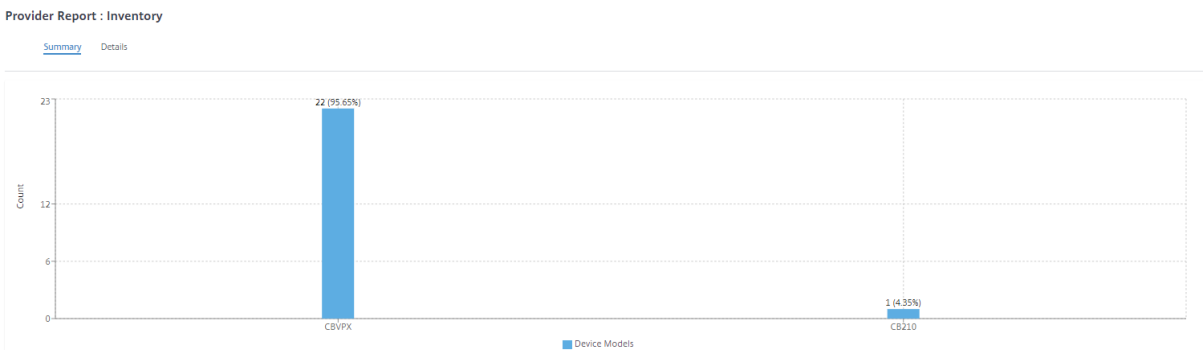 Provider Report : Inventory
Summary Details
23
22 (95.65%)
Count
12
6
1 (4.35%)
0
CBVPX CB210
Device Models